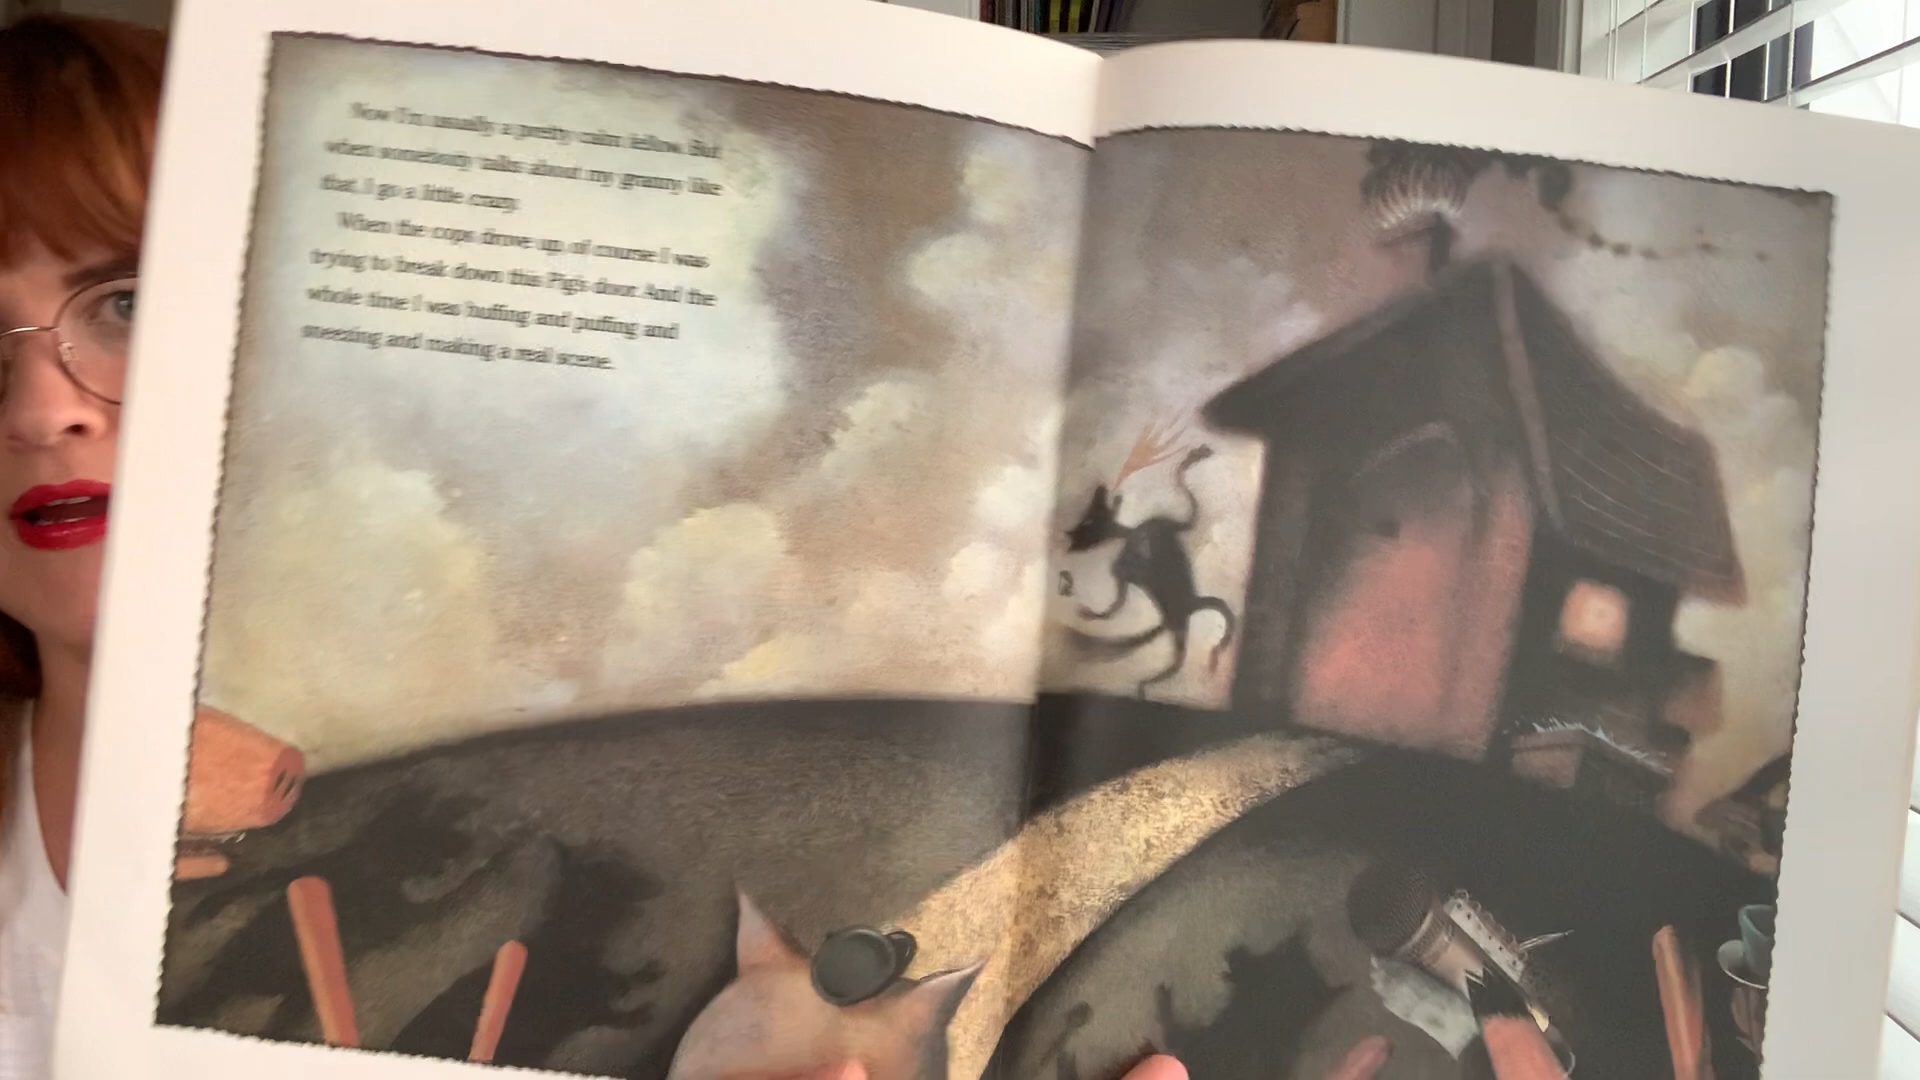 Now I'm usually a pretty calm fellow. But
when somebody talks about my granny like
that, I go a little crazy.
When the cops drove up, of course I was
trying to break down this Pig's door. And the
whole time I was huffing and puffing and
sneezing and making a real scene.